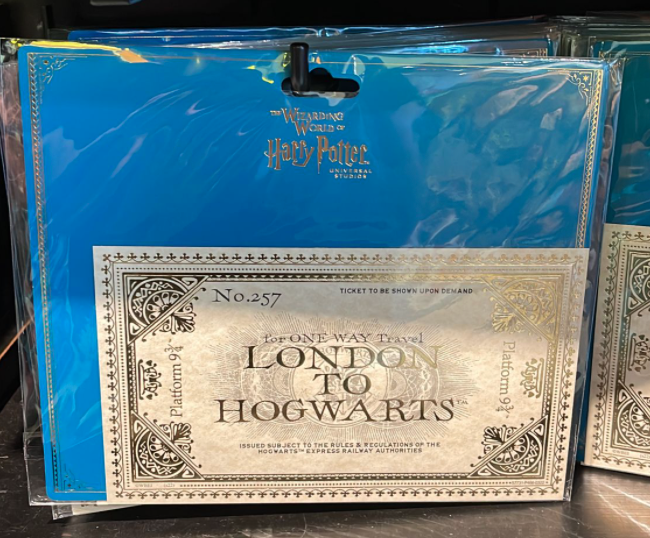 THE WIZARDING
WORLD OF
Harry Potter
UNIVERSAL
STUDIOS
No.257
TICKET TO BE SHOWN UPON DEMAND
for ONE WAY Travel
LONDON
TO
HOGWARTS™
Platform 9¾
Platform 9¾
ISSUED SUBJECT TO THE RULES & REGULATIONS OF THE
HOGWARTS™ EXPRESS RAILWAY AUTHORITIES